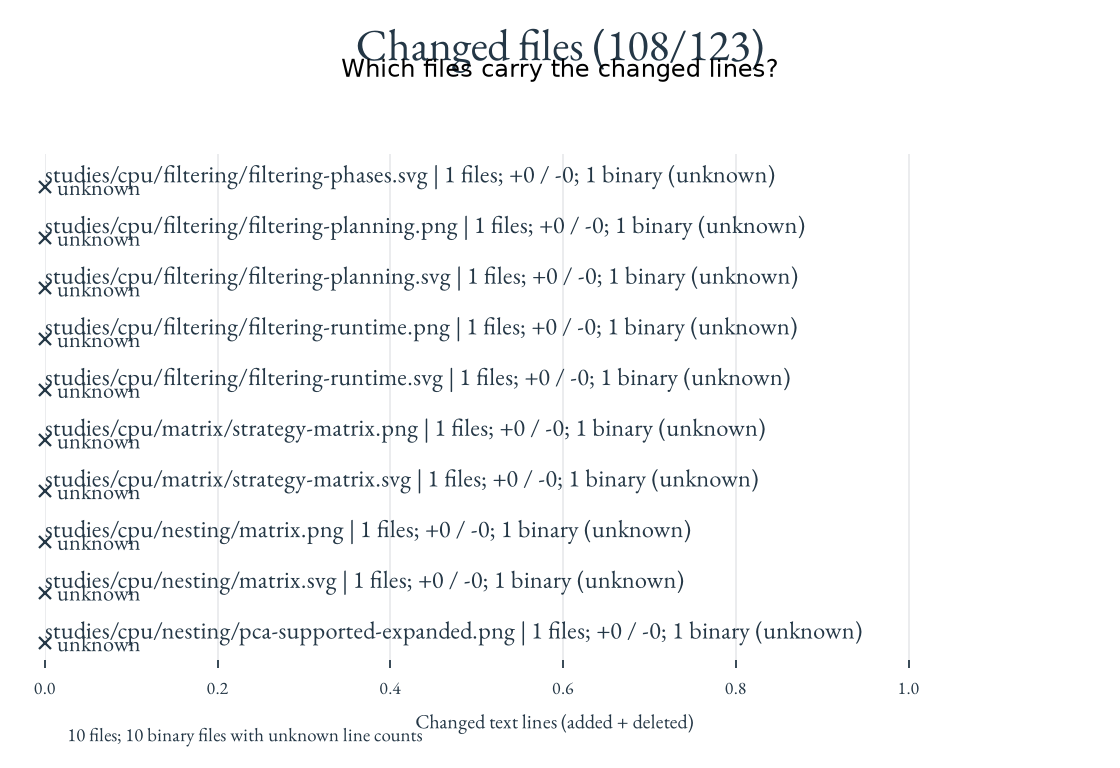 Changed files (108/123)
Which files carry the changed lines?
studies/cpu/filtering/filtering-phases.svg | 1 files; +0 / -0; 1 binary (unknown)
unknown
studies/cpu/filtering/filtering-planning.png | 1 files; +0 / -0; 1 binary (unknown)
unknown
studies/cpu/filtering/filtering-planning.svg | 1 files; +0 / -0; 1 binary (unknown)
unknown
studies/cpu/filtering/filtering-runtime.png | 1 files; +0 / -0; 1 binary (unknown)
unknown
studies/cpu/filtering/filtering-runtime.svg | 1 files; +0 / -0; 1 binary (unknown)
unknown
studies/cpu/matrix/strategy-matrix.png | 1 files; +0 / -0; 1 binary (unknown)
unknown
studies/cpu/matrix/strategy-matrix.svg | 1 files; +0 / -0; 1 binary (unknown)
unknown
studies/cpu/nesting/matrix.png | 1 files; +0 / -0; 1 binary (unknown)
unknown
studies/cpu/nesting/matrix.svg | 1 files; +0 / -0; 1 binary (unknown)
unknown
studies/cpu/nesting/pca-supported-expanded.png | 1 files; +0 / -0; 1 binary (unknown)
unknown
0.0 0.2 0.4 0.6 0.8 1.0
Changed text lines (added + deleted)
10 files; 10 binary files with unknown line counts